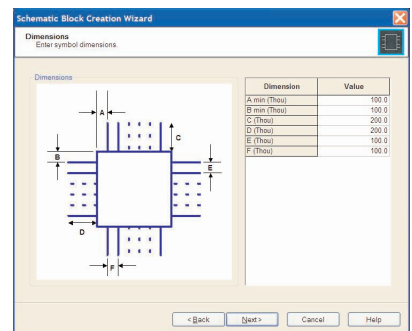 Schematic Block Creation Wizard
Dimensions
Enter symbol dimensions.
Dimensions
A
B
C
D
E
F
Dimension Value
A min (Thou) 100.0
B min (Thou) 100.0
C (Thou) 200.0
D (Thou) 200.0
E (Thou) 100.0
F (Thou) 100.0
< Back Next > Cancel Help